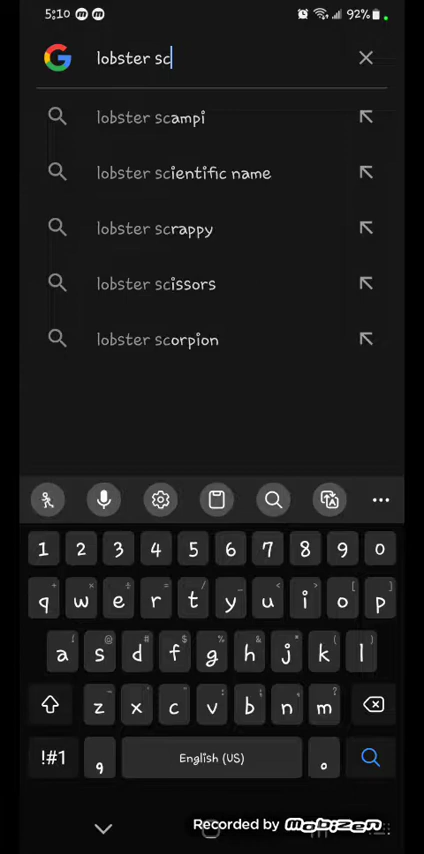 5:10 92%
lobster sc
lobster scampi
lobster scientific name
lobster scrappy
lobster scissors
lobster scorpion
1 2 3 4 5 6 7 8 9 0
q w e r t y u i o p
a s d f g h j k l
z x c v b n m
!#1 , English (US) .
Recorded by Mobizen